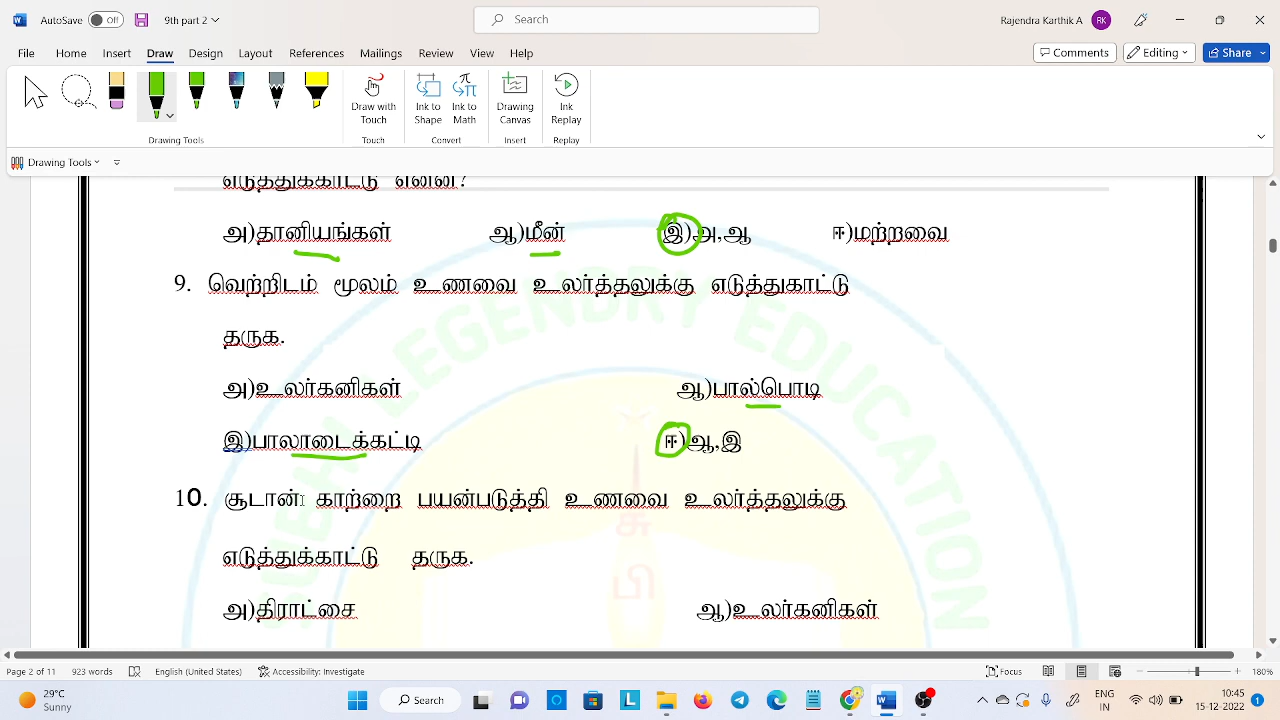 AutoSave Off 9th part 2 Search Rajendra Karthik A RK
File Home Insert Draw Design Layout References Mailings Review View Help Comments Editing Share
Draw with Touch Ink to Shape Ink to Math Drawing Canvas Ink Replay
Drawing Tools Touch Convert Insert Replay
Drawing Tools
எடுத்துக்காட்டு என்ன?
அ)தானியங்கள் ஆ)மீன் இ)அ,ஆ ஈ)மற்றவை
9. வெற்றிடம் மூலம் உணவை உலர்த்தலுக்கு எடுத்துகாட்டு
தருக.
அ)உலர்கனிகள் ஆ)பால்பொடி
இ)பாலாடைக்கட்டி ஈ)ஆ,இ
10. சூடான காற்றை பயன்படுத்தி உணவை உலர்த்தலுக்கு
எடுத்துக்காட்டு தருக.
அ)திராட்சை ஆ)உலர்கனிகள்
LEGENDRY EDUCATION
சு
பி
Page 2 of 11 923 words English (United States) Accessibility: Investigate Focus 180%
29°C
Sunny
Search
ENG
IN
10:45
15-12-2022